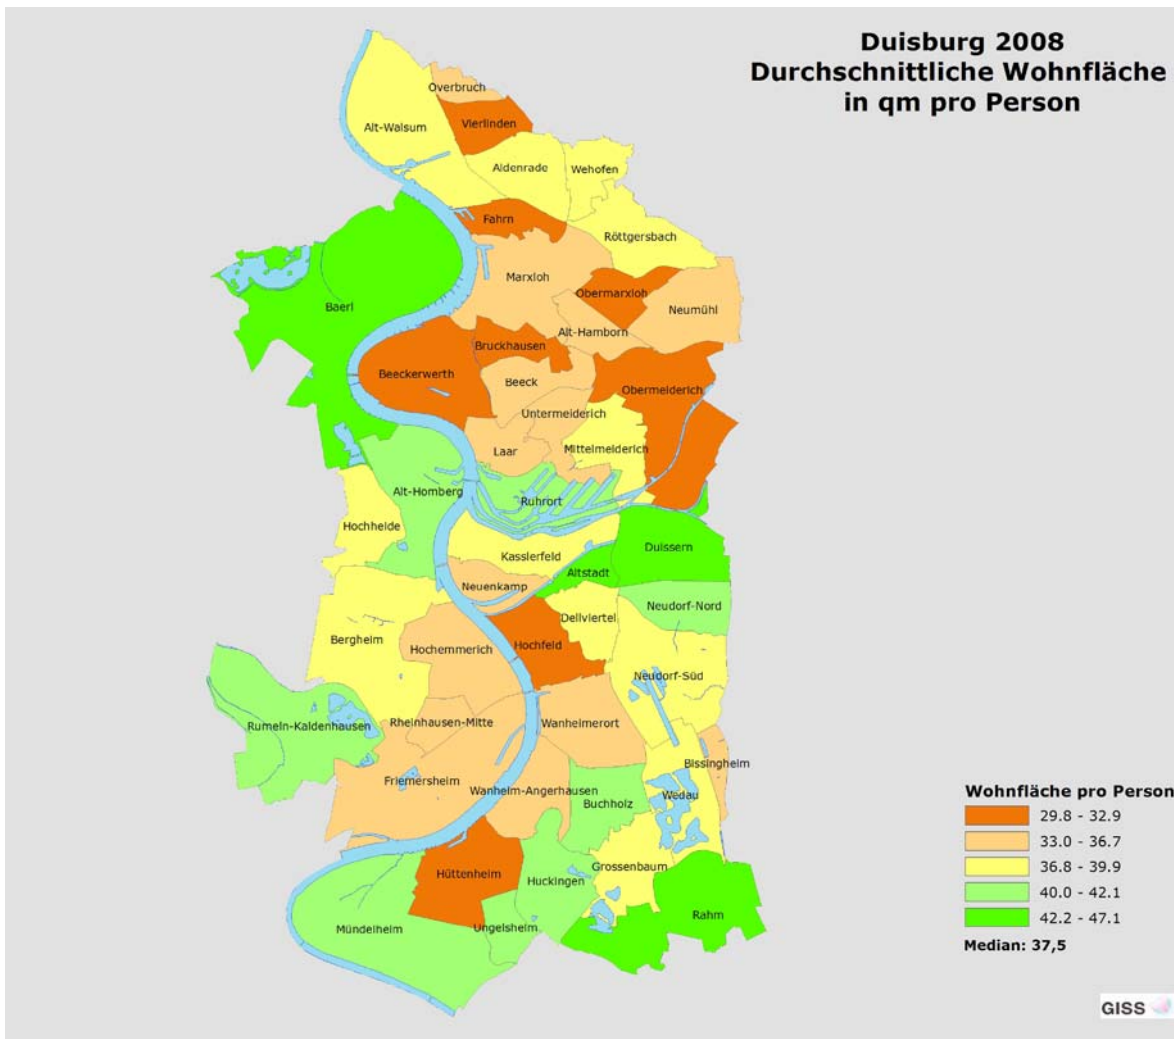 Duisburg 2008
Durchschnittliche Wohnfläche
in qm pro Person
Overbruch
Vierlinden
Alt-Walsum
Aldenrade
Wehofen
Fahrn
Röttgersbach
Marxloh
Obermarxloh
Neumühl
Baerl
Alt-Hamborn
Bruckhausen
Beeckerwerth
Beeck
Obermeiderich
Untermeiderich
Laar
Mittelmeiderich
Alt-Homberg
Ruhrort
Hochheide
Kasslerfeld
Duissern
Altstadt
Neuenkamp
Neudorf-Nord
Dellviertel
Bergheim
Hochemmerich
Hochfeld
Neudorf-Süd
Rumeln-Kaldenhausen
Rheinhausen-Mitte
Wanheimerort
Bissingheim
Friemersheim
Wanheim-Angerhausen
Wedau
Buchholz
Grossenbaum
Hüttenheim
Huckingen
Rahm
Mündelheim
Ungelsheim
Wohnfläche pro Person
29.8 - 32.9
33.0 - 36.7
36.8 - 39.9
40.0 - 42.1
42.2 - 47.1
Median: 37,5
GISS